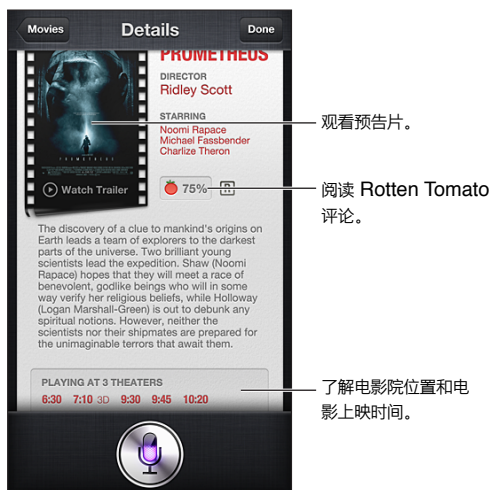 Movies
Details
Done
PROMETHEUS
DIRECTOR
Ridley Scott
STARRING
Noomi Rapace
Michael Fassbender
Charlize Theron
PROMETHEUS
Watch Trailer
75%
The discovery of a clue to mankind's origins on
Earth leads a team of explorers to the darkest
parts of the universe. Two brilliant young
scientists lead the expedition. Shaw (Noomi
Rapace) hopes that they will meet a race of
benevolent, godlike beings who will in some
way verify her religious beliefs, while Holloway
(Logan Marshall-Green) is out to debunk any
spiritual notions. However, neither the
scientists nor their shipmates are prepared for
the unimaginable terrors that await them.
PLAYING AT 3 THEATERS
6:30 7:10 3D 9:30 9:45 10:20
观看预告片。
阅读 Rotten Tomato
评论。
了解电影院位置和电
影上映时间。